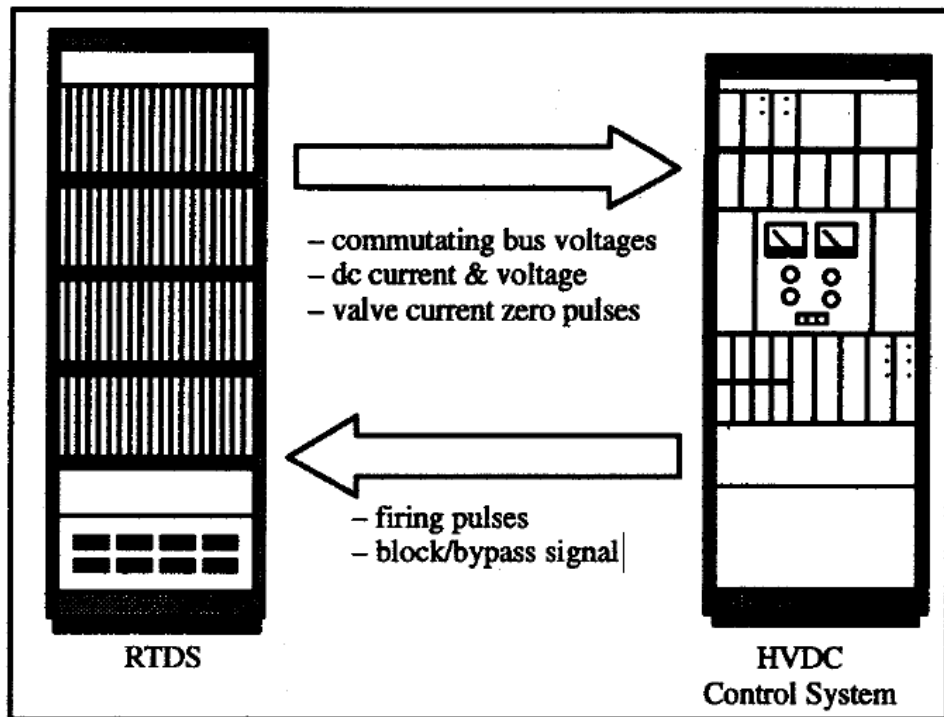 – commutating bus voltages
– dc current & voltage
– valve current zero pulses
– firing pulses
– block/bypass signal
RTDS
HVDC
Control System